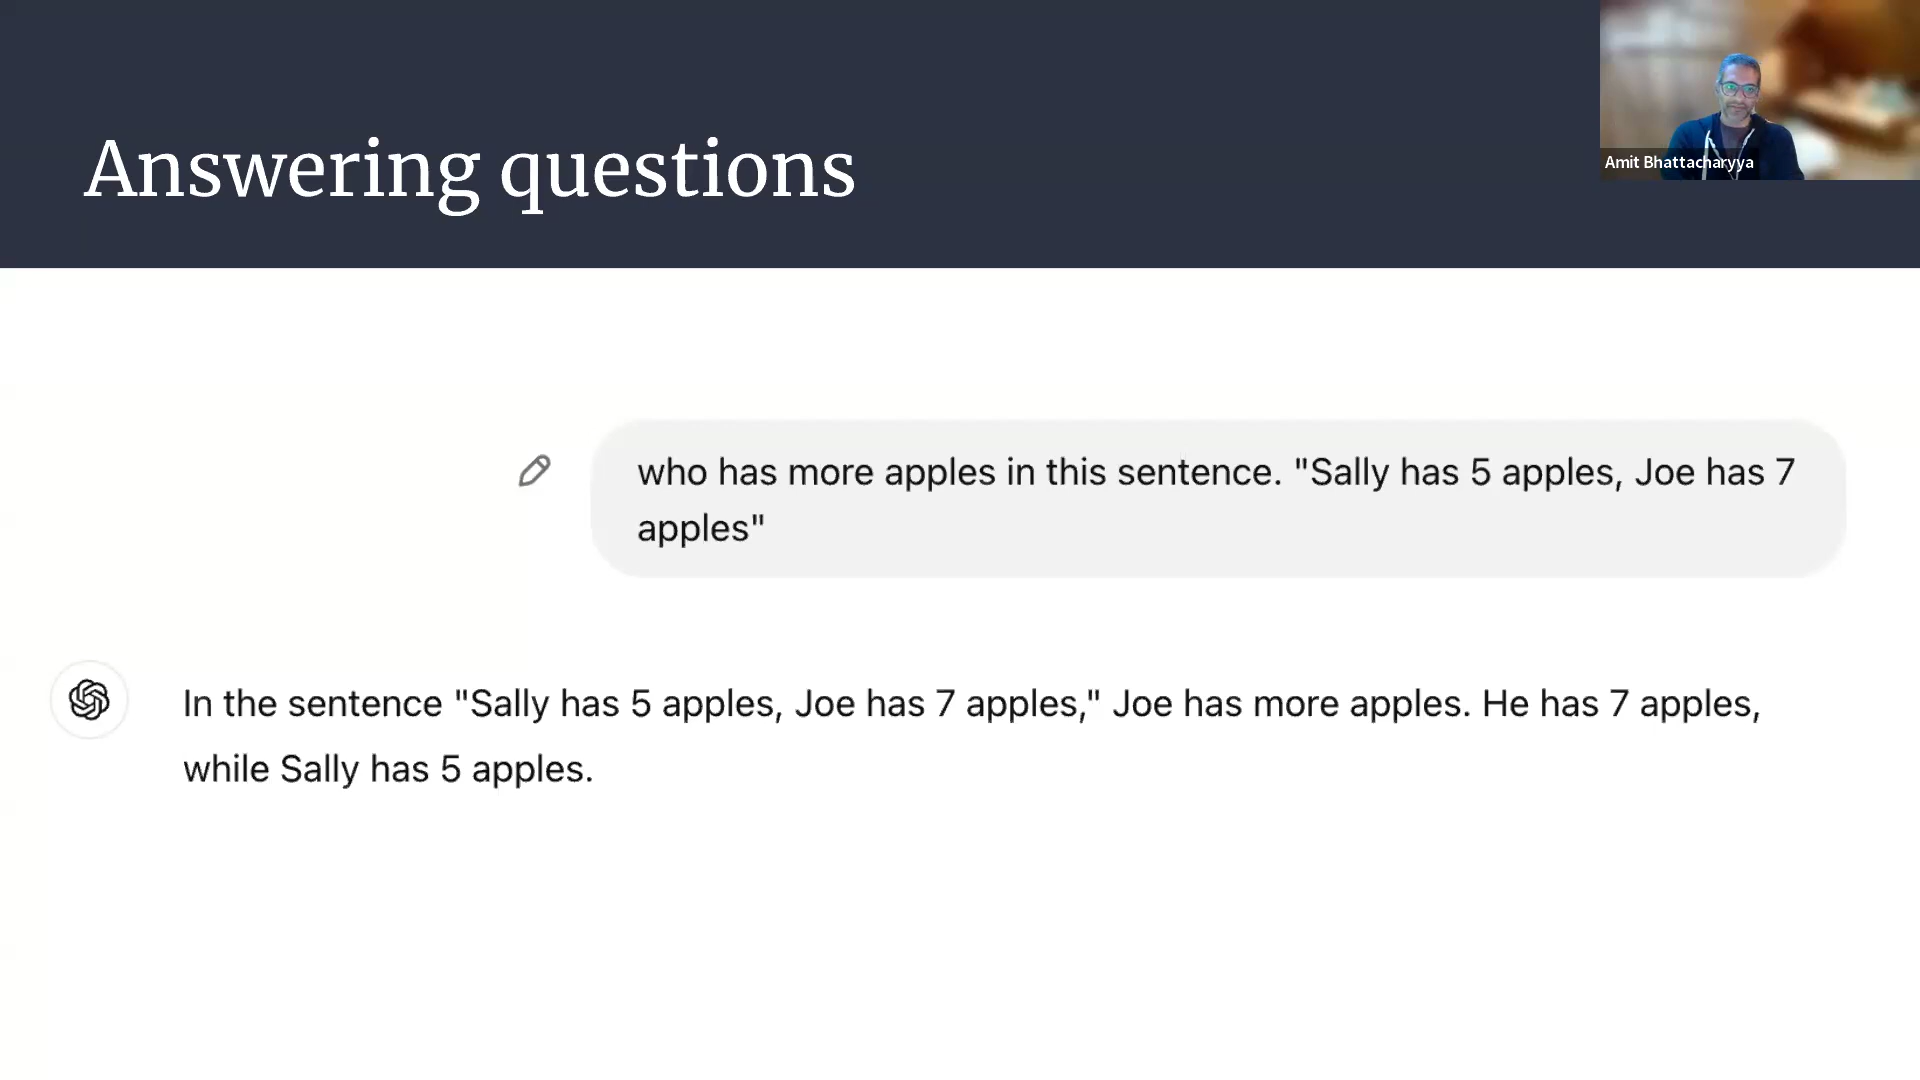 Answering questions
Amit Bhattacharyya
who has more apples in this sentence. "Sally has 5 apples, Joe has 7
apples"
In the sentence "Sally has 5 apples, Joe has 7 apples," Joe has more apples. He has 7 apples,
while Sally has 5 apples.